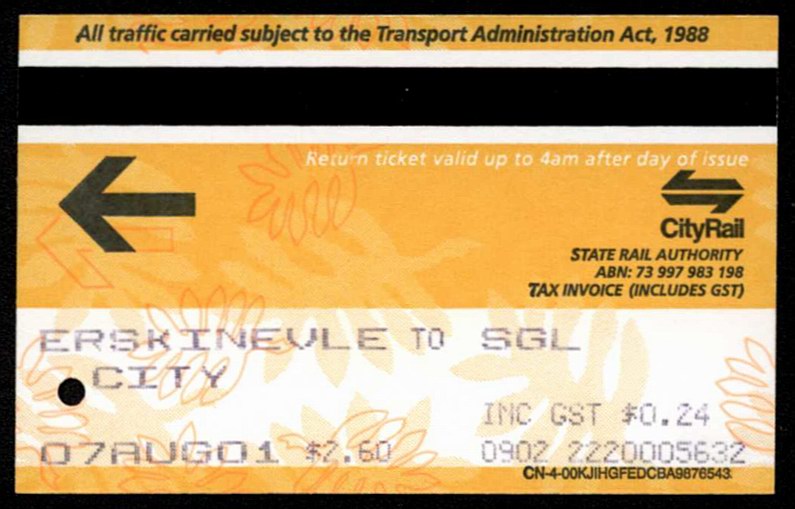 All traffic carried subject to the Transport Administration Act, 1988
Return ticket valid up to 4am after day of issue
CityRail
STATE RAIL AUTHORITY
ABN: 73 997 983 198
TAX INVOICE (INCLUDES GST)
ERSKINEVLE TO SGL
CITY
INC GST $0.24
07AUG01 $2.60 0902 2220005632
CN-4-00KJIHGFEDCBA9876543